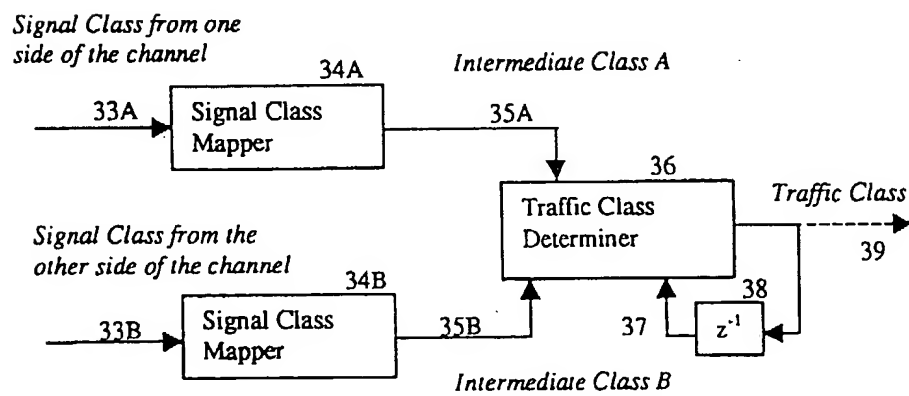 Signal Class from one
side of the channel
Intermediate Class A
34A
33A
Signal Class
Mapper
35A
36
Traffic Class
Determiner
Traffic Class
39
Signal Class from the
other side of the channel
34B
33B
Signal Class
Mapper
35B
37
38
z⁻¹
Intermediate Class B